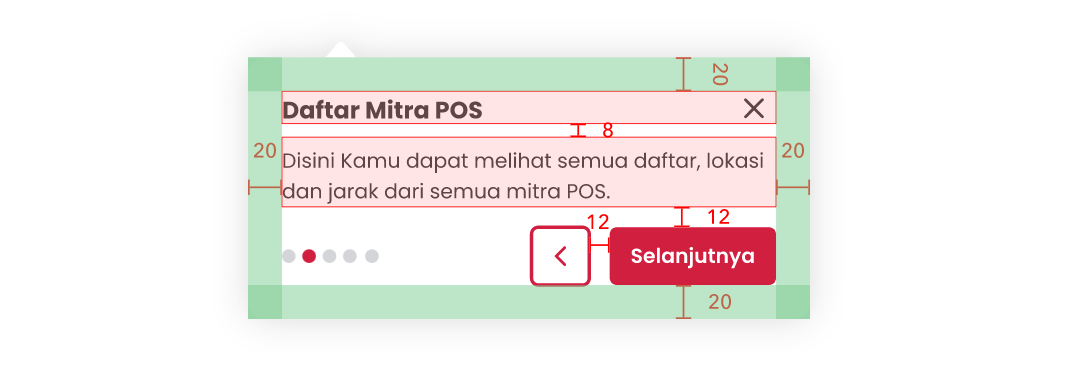 20
Daftar Mitra POS
8
20
20
Disini Kamu dapat melihat semua daftar, lokasi
dan jarak dari semua mitra POS.
12
12
Selanjutnya
20